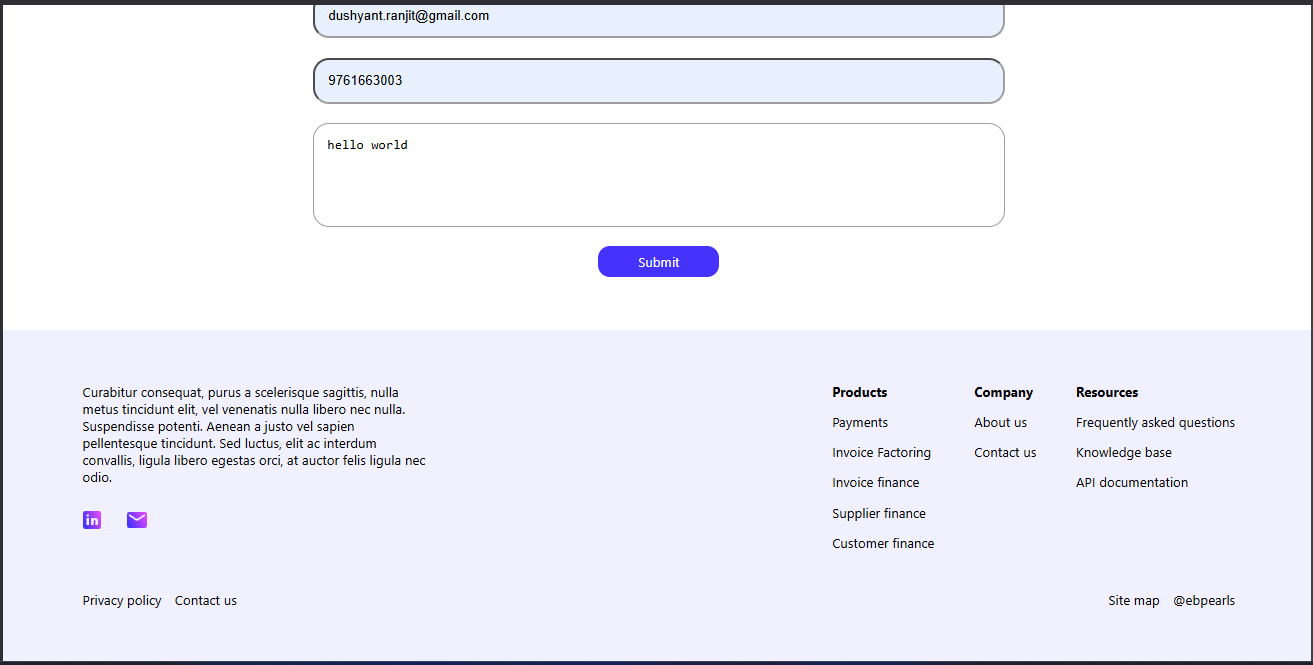 dushyant.ranjit@gmail.com
9761663003
hello world
Submit
Curabitur consequat, purus a scelerisque sagittis, nulla
metus tincidunt elit, vel venenatis nulla libero nec nulla.
Suspendisse potenti. Aenean a justo vel sapien
pellentesque tincidunt. Sed luctus, elit ac interdum
convallis, ligula libero egestas orci, at auctor felis ligula nec
odio.
in
Products
Payments
Invoice Factoring
Invoice finance
Supplier finance
Customer finance
Company
About us
Contact us
Resources
Frequently asked questions
Knowledge base
API documentation
Privacy policy Contact us
Site map @ebpearls